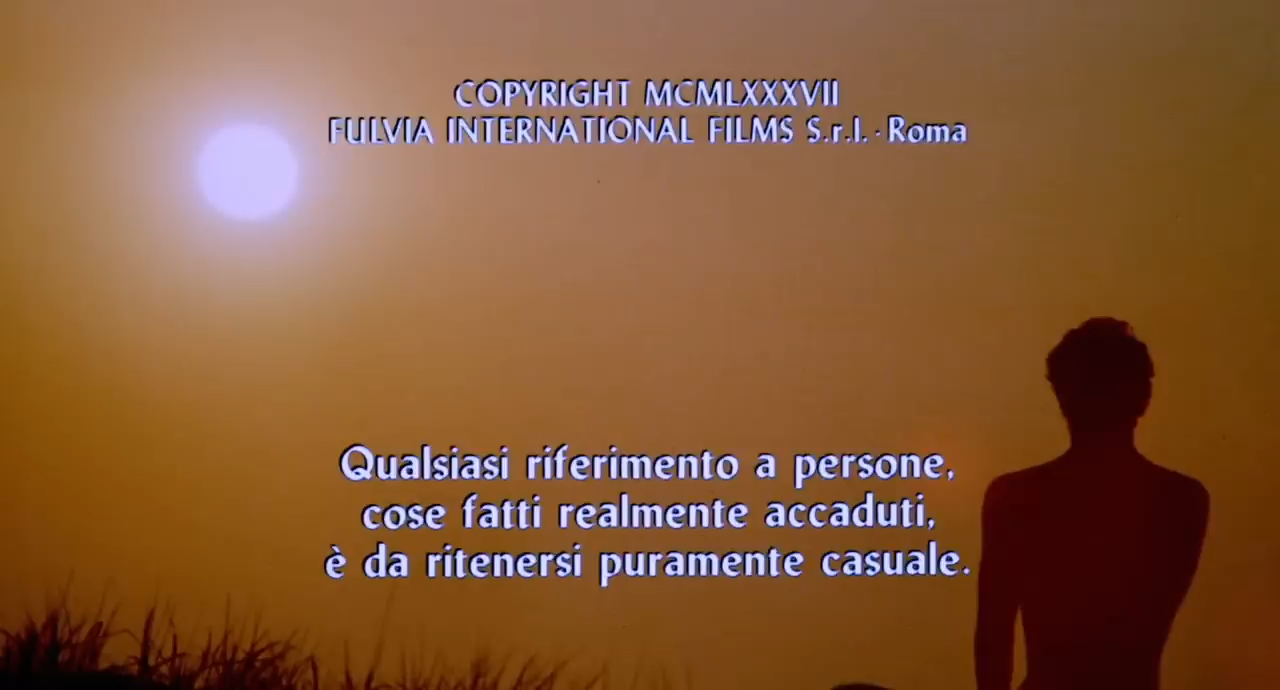 COPYRIGHT MCMLXXXVII
FULVIA INTERNATIONAL FILMS S.r.l. · Roma
Qualsiasi riferimento a persone,
cose fatti realmente accaduti,
è da ritenersi puramente casuale.